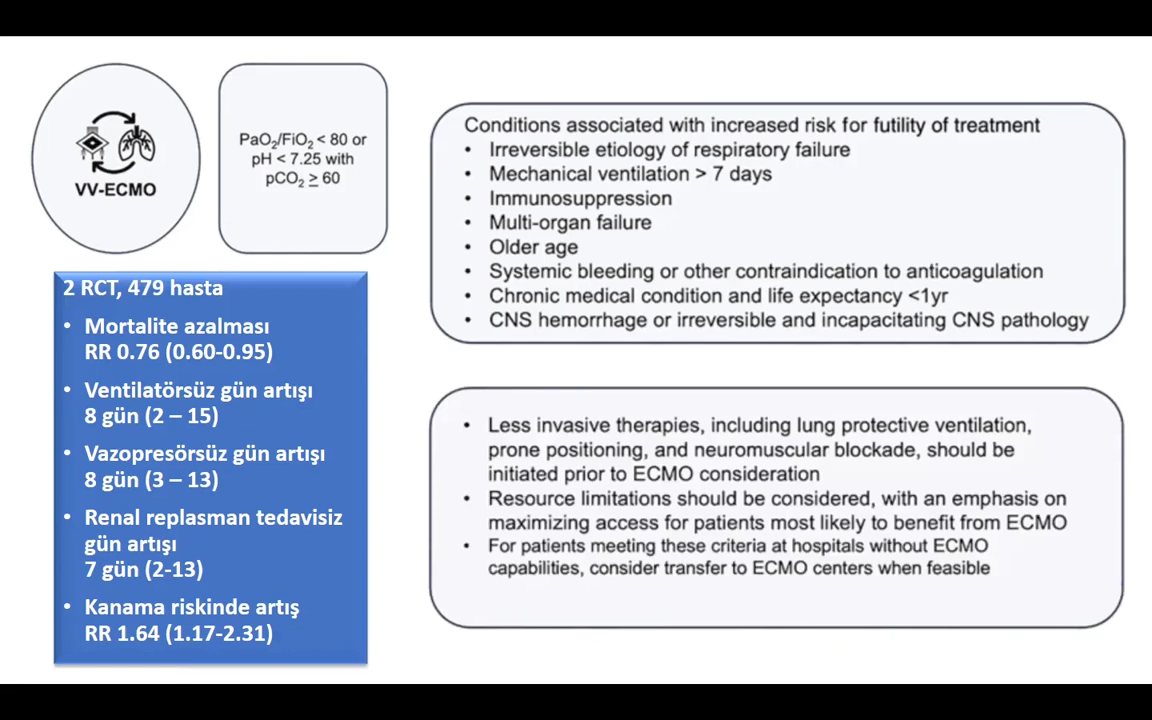 VV-ECMO
PaO₂/FiO₂ < 80 or
pH < 7.25 with
pCO₂ ≥ 60
2 RCT, 479 hasta
• Mortalite azalması
RR 0.76 (0.60-0.95)
• Ventilatörsüz gün artışı
8 gün (2 – 15)
• Vazopresörsüz gün artışı
8 gün (3 – 13)
• Renal replasman tedavisiz
gün artışı
7 gün (2-13)
• Kanama riskinde artış
RR 1.64 (1.17-2.31)
Conditions associated with increased risk for futility of treatment
• Irreversible etiology of respiratory failure
• Mechanical ventilation > 7 days
• Immunosuppression
• Multi-organ failure
• Older age
• Systemic bleeding or other contraindication to anticoagulation
• Chronic medical condition and life expectancy <1yr
• CNS hemorrhage or irreversible and incapacitating CNS pathology
• Less invasive therapies, including lung protective ventilation,
prone positioning, and neuromuscular blockade, should be
initiated prior to ECMO consideration
• Resource limitations should be considered, with an emphasis on
maximizing access for patients most likely to benefit from ECMO
• For patients meeting these criteria at hospitals without ECMO
capabilities, consider transfer to ECMO centers when feasible